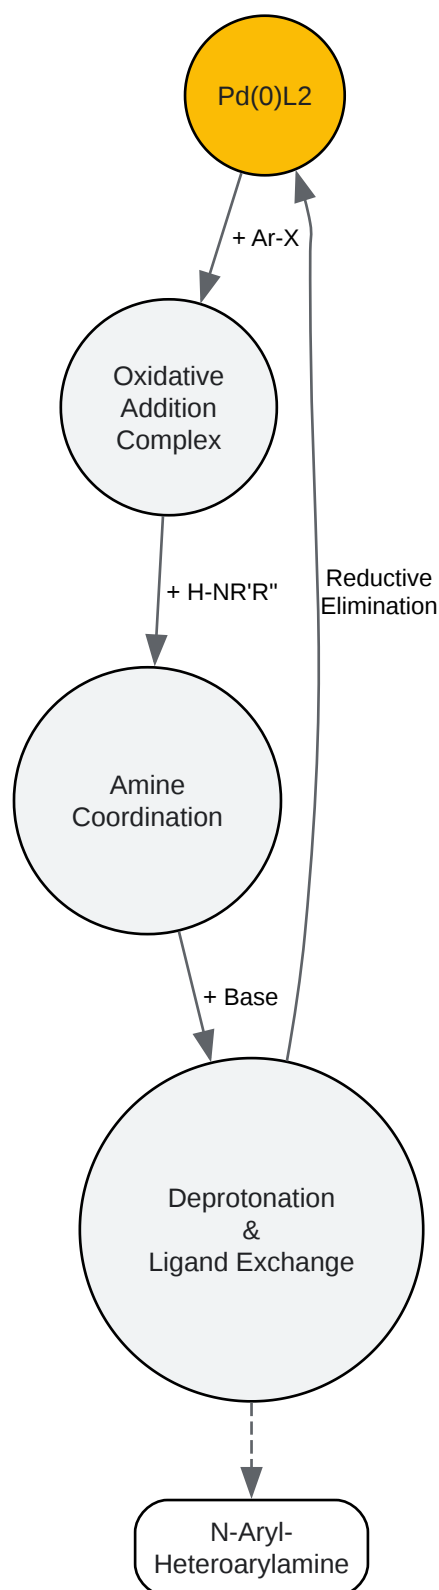 Pd(0)L2
+ Ar-X
Oxidative
Addition
Complex
+ H-NR'R"
Reductive
Elimination
Amine
Coordination
+ Base
Deprotonation
&
Ligand Exchange
N-Aryl-
Heteroarylamine